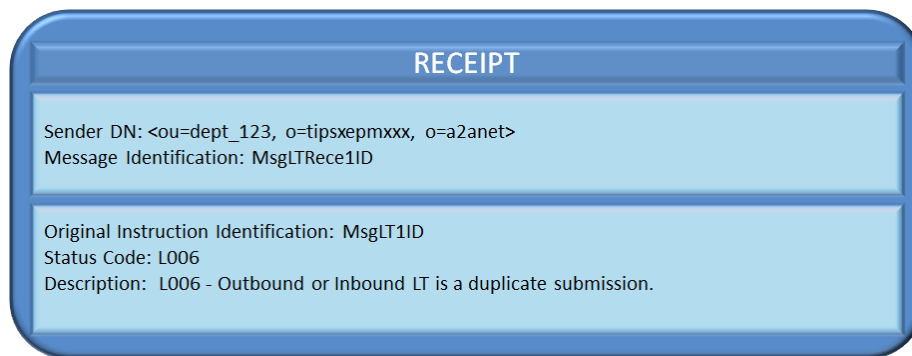 RECEIPT
Sender DN: <ou=dept_123, o=tipsxepmxxx, o=a2anet>
Message Identification: MsgLTRece1ID
Original Instruction Identification: MsgLT1ID
Status Code: L006
Description: L006 - Outbound or Inbound LT is a duplicate submission.